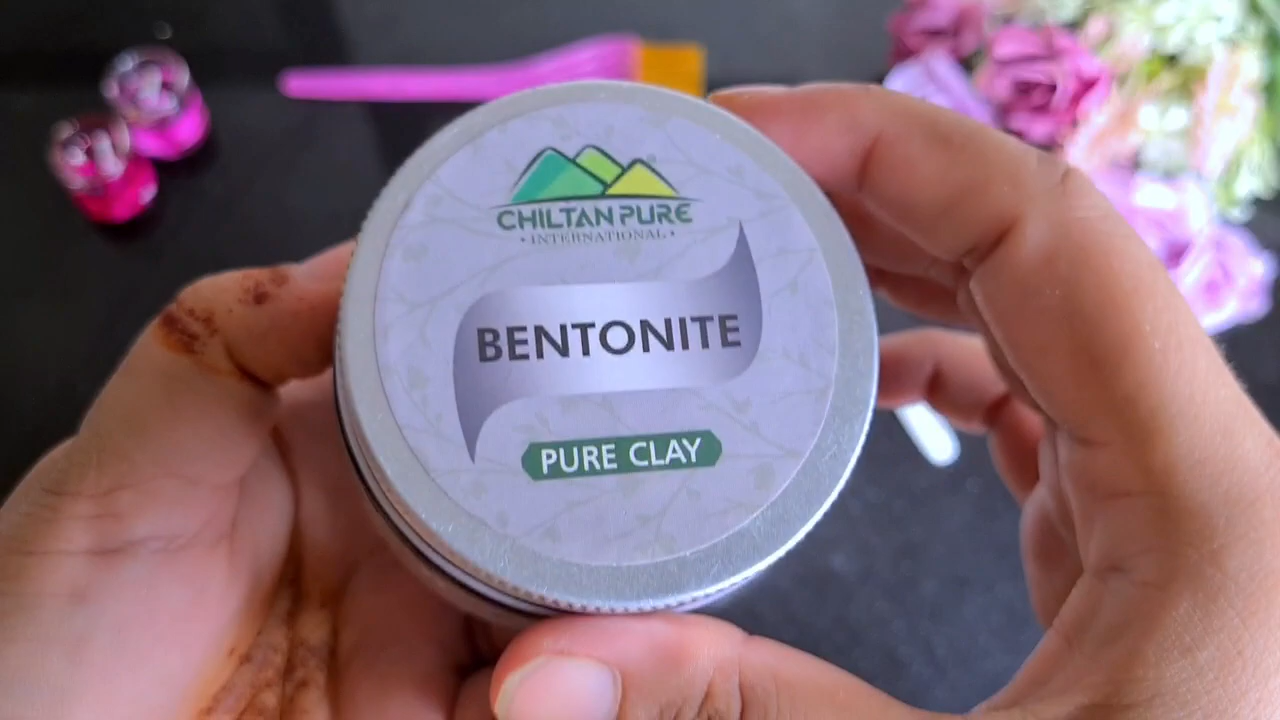 CHILTAN PURE
• INTERNATIONAL •
BENTONITE
PURE CLAY